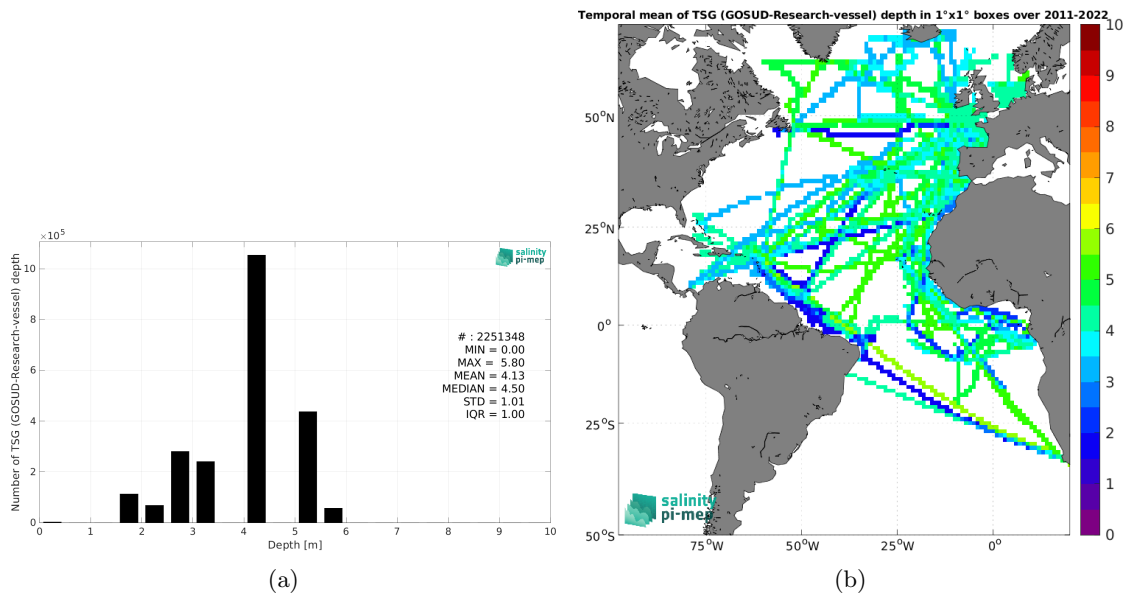 ×10⁵
Number of TSG (GOSUD-Research-vessel) depth
10
8
6
4
2
0
0 1 2 3 4 5 6 7 8 9 10
Depth [m]
salinity
pi-mep
# : 2251348
MIN = 0.00
MAX = 5.80
MEAN = 4.13
MEDIAN = 4.50
STD = 1.01
IQR = 1.00
(a)
Temporal mean of TSG (GOSUD-Research-vessel) depth in 1°x1° boxes over 2011-2022
50°N
25°N
0°
25°S
50°S
75°W 50°W 25°W 0°
salinity
pi-mep
10
9
8
7
6
5
4
3
2
1
0
(b)